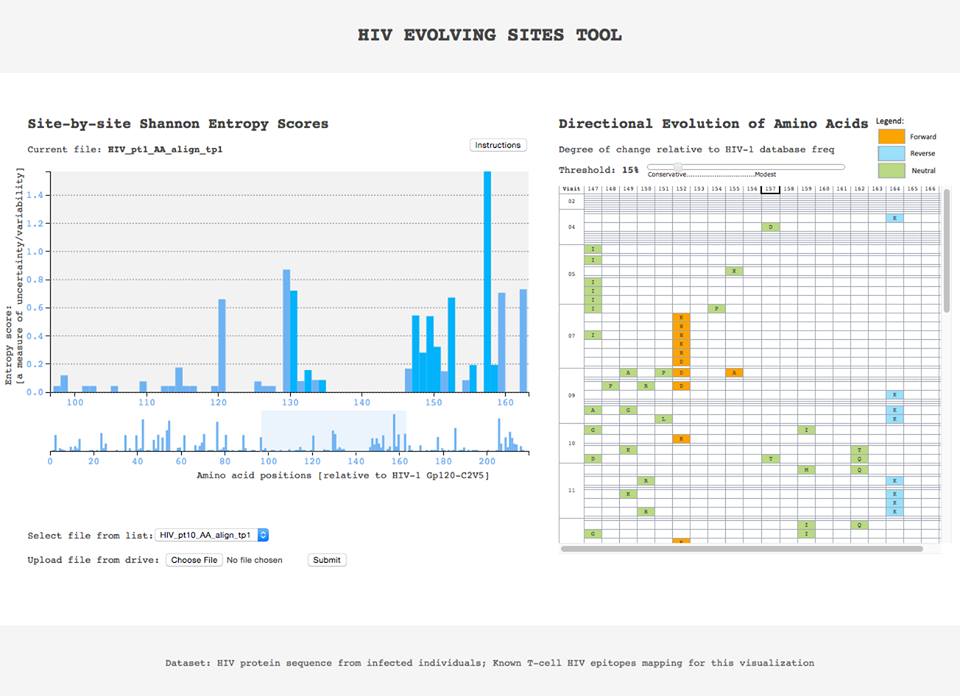 HIV EVOLVING SITES TOOL
Site-by-site Shannon Entropy Scores
Current file: HIV_pt1_AA_align_tp1
Instructions
Entropy score:
[a measure of uncertainty/variability]
1.4
1.2
1.0
0.8
0.6
0.4
0.2
0.0
100 110 120 130 140 150 160
0 20 40 60 80 100 120 140 160 180 200
Amino acid positions [relative to HIV-1 Gp120-C2V5]
Select file from list: HIV_pt10_AA_align_tp1
Upload file from drive: Choose File No file chosen Submit
Directional Evolution of Amino Acids
Degree of change relative to HIV-1 database freq
Threshold: 15%
Conservative......................................Modest
Legend:
Forward
Reverse
Neutral
Visit 147 148 149 150 151 152 153 154 155 156 157 158 159 160 161 162 163 164 165 166
02
04
D
I
I
05
I
I
I
I P
07
I
D
A P D A
P D
09
A G
L
G I
10
T
D T Q
M Q
11
I Q
G I
Dataset: HIV protein sequence from infected individuals; Known T-cell HIV epitopes mapping for this visualization